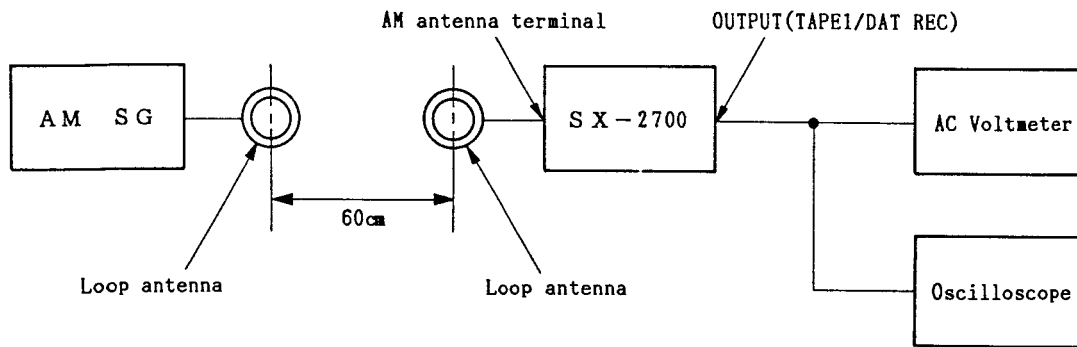 AM antenna terminal
OUTPUT(TAPE1/DAT REC)
AM SG
SX-2700
AC Voltmeter
60cm
Loop antenna
Loop antenna
Oscilloscope